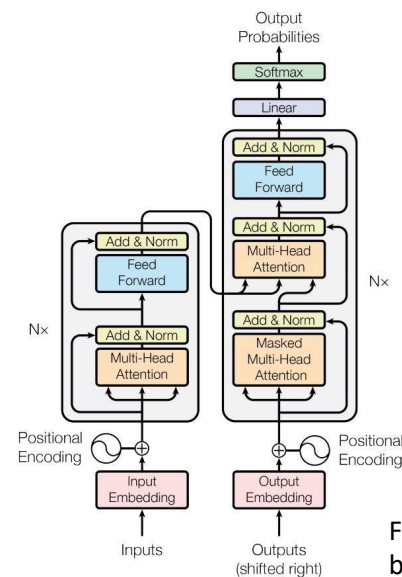 Output
Probabilities
Softmax
Linear
Add & Norm
Feed
Forward
Add & Norm
Multi-Head
Attention
Add & Norm
Masked
Multi-Head
Attention
Nx
Positional
Encoding
Output
Embedding
Outputs
(shifted right)
Add & Norm
Feed
Forward
Add & Norm
Multi-Head
Attention
Nx
Positional
Encoding
Input
Embedding
Inputs
F
b